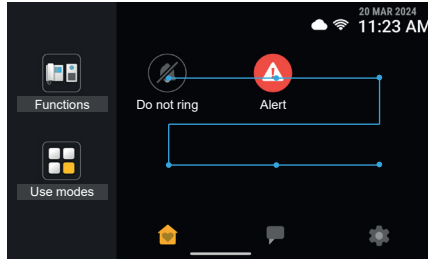 20 MAR 2024
11:23 AM
Functions
Do not ring
Alert
Use modes